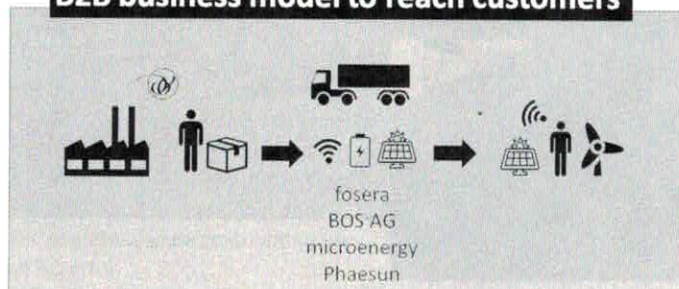 B2B business model to reach customers
fosera
BOS AG
microenergy
Phaesun